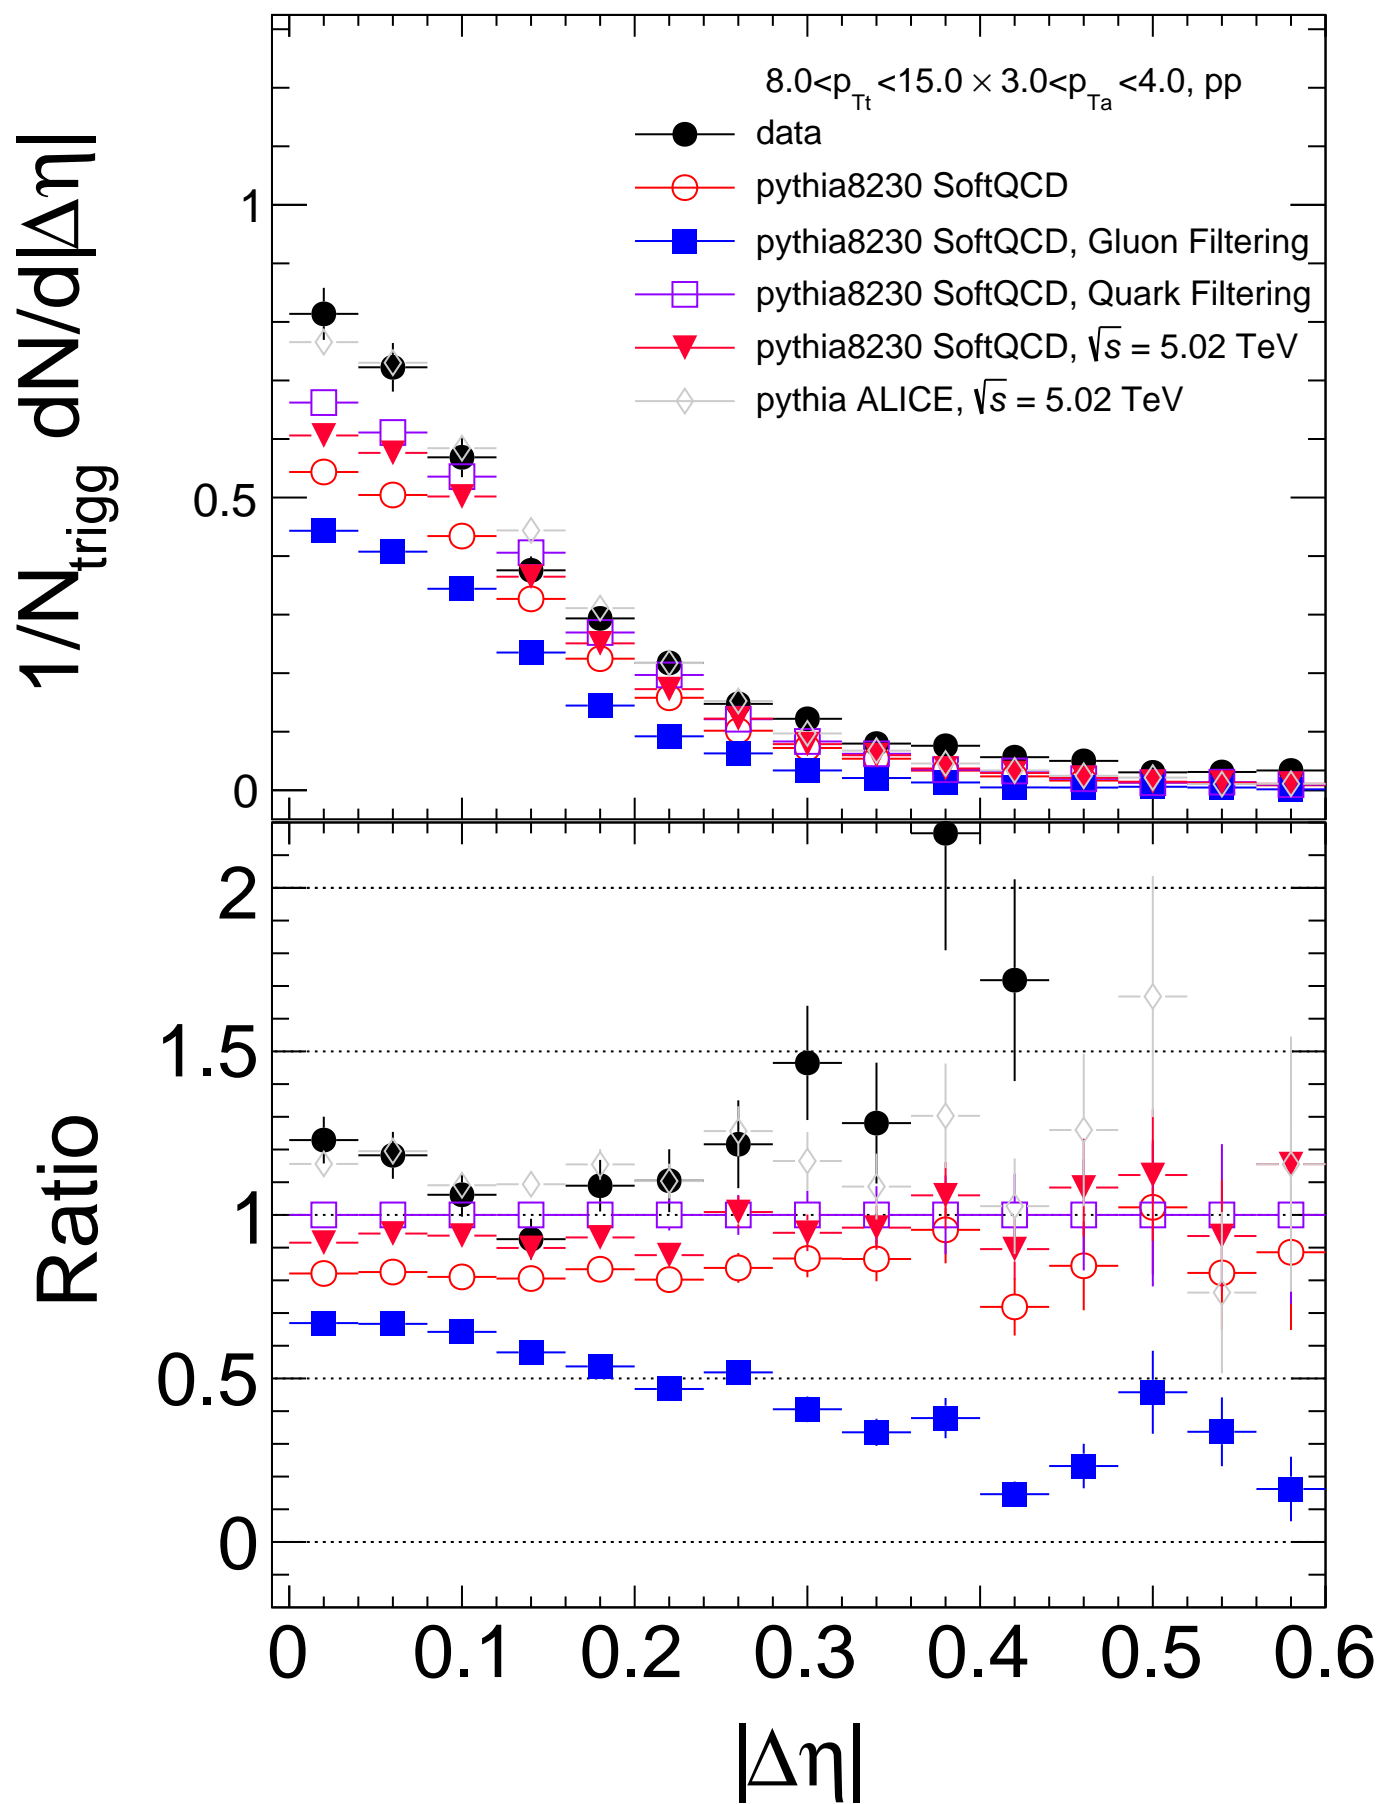 8.0<p_Tt<15.0 × 3.0<p_Ta<4.0, pp
data
pythia8230 SoftQCD
pythia8230 SoftQCD, Gluon Filtering
pythia8230 SoftQCD, Quark Filtering
pythia8230 SoftQCD, √s = 5.02 TeV
pythia ALICE, √s = 5.02 TeV
1/N_trigg dN/d|Δη|
1
0.5
0
Ratio
2
1.5
1
0.5
0
0 0.1 0.2 0.3 0.4 0.5 0.6
|Δη|